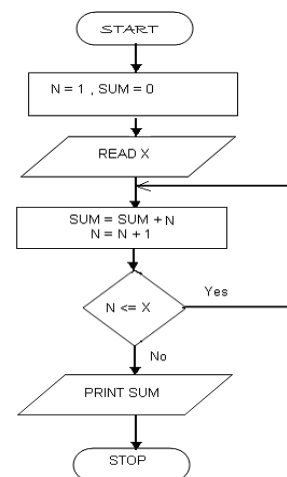 START
N = 1 , SUM = 0
READ X
SUM = SUM + N
N = N + 1
N <= X
Yes
No
PRINT SUM
STOP